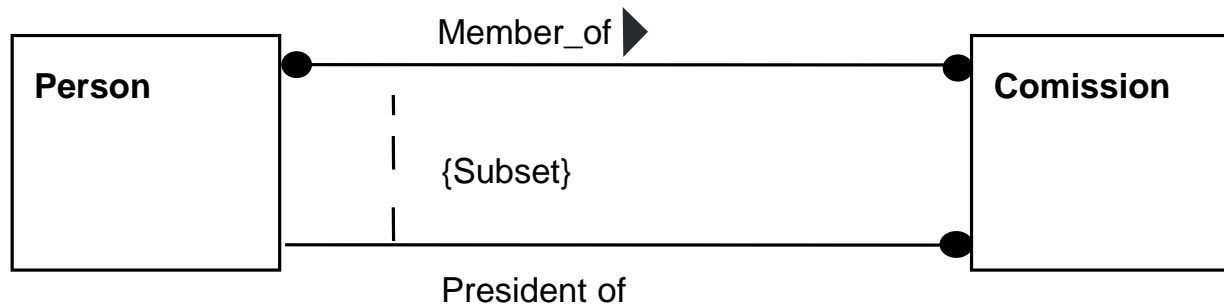 Member_of
Person
Comission
{Subset}
President of